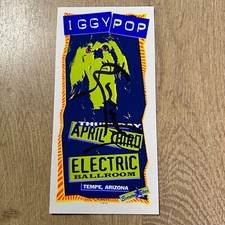 IGGY POP
THURSDAY
APRIL THIRD
ELECTRIC
BALLROOM
TEMPE, ARIZONA